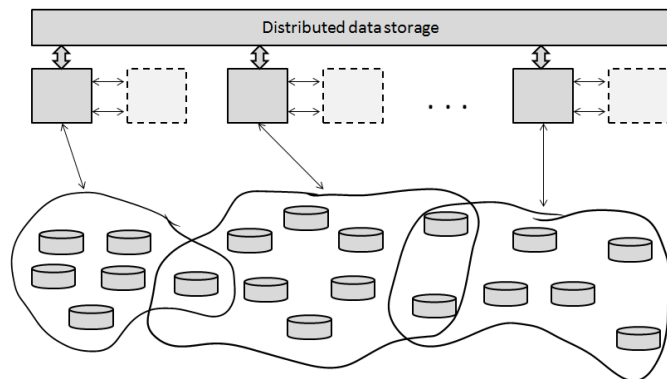 Distributed data storage
. . .